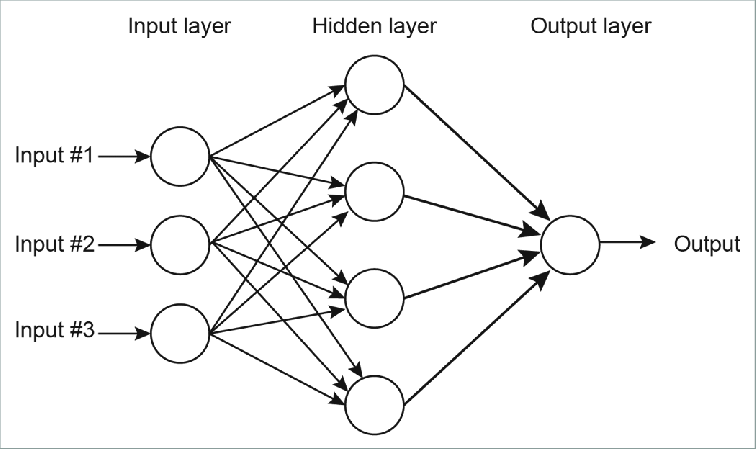 Input layer
Hidden layer
Output layer
Input #1
Input #2
Input #3
Output